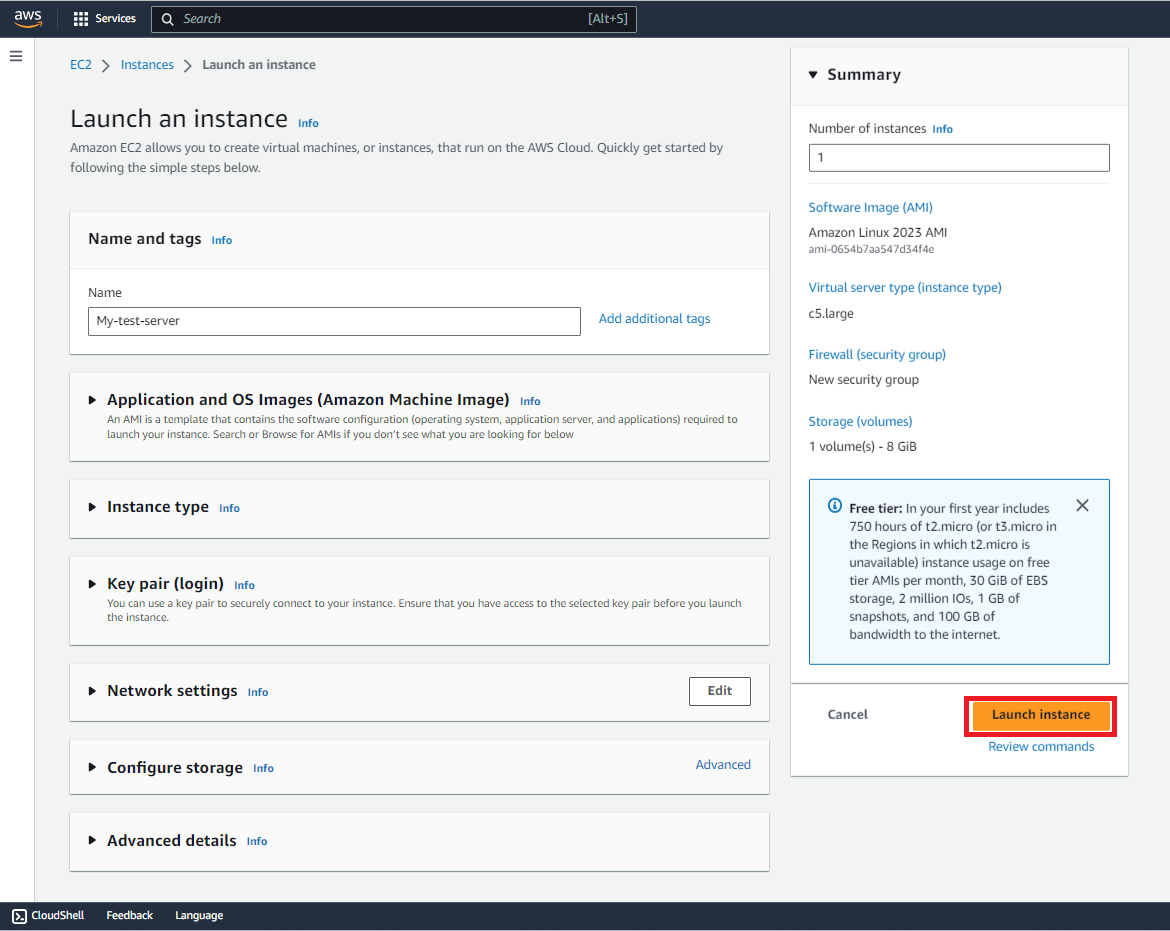 aws
Services
Search
[Alt+S]
EC2
Instances
Launch an instance
Launch an instance Info
Amazon EC2 allows you to create virtual machines, or instances, that run on the AWS Cloud. Quickly get started by
following the simple steps below.
Name and tags Info
Name
My-test-server
Add additional tags
Application and OS Images (Amazon Machine Image) Info
An AMI is a template that contains the software configuration (operating system, application server, and applications) required to
launch your instance. Search or Browse for AMIs if you don't see what you are looking for below
Instance type Info
Key pair (login) Info
You can use a key pair to securely connect to your instance. Ensure that you have access to the selected key pair before you launch
the instance.
Network settings Info
Edit
Configure storage Info
Advanced
Advanced details Info
Summary
Number of instances Info
1
Software Image (AMI)
Amazon Linux 2023 AMI
ami-0654b7aa547d34f4e
Virtual server type (instance type)
c5.large
Firewall (security group)
New security group
Storage (volumes)
1 volume(s) - 8 GiB
Free tier: In your first year includes
750 hours of t2.micro (or t3.micro in
the Regions in which t2.micro is
unavailable) instance usage on free
tier AMIs per month, 30 GiB of EBS
storage, 2 million IOs, 1 GB of
snapshots, and 100 GB of
bandwidth to the internet.
Cancel
Launch instance
Review commands
CloudShell
Feedback
Language